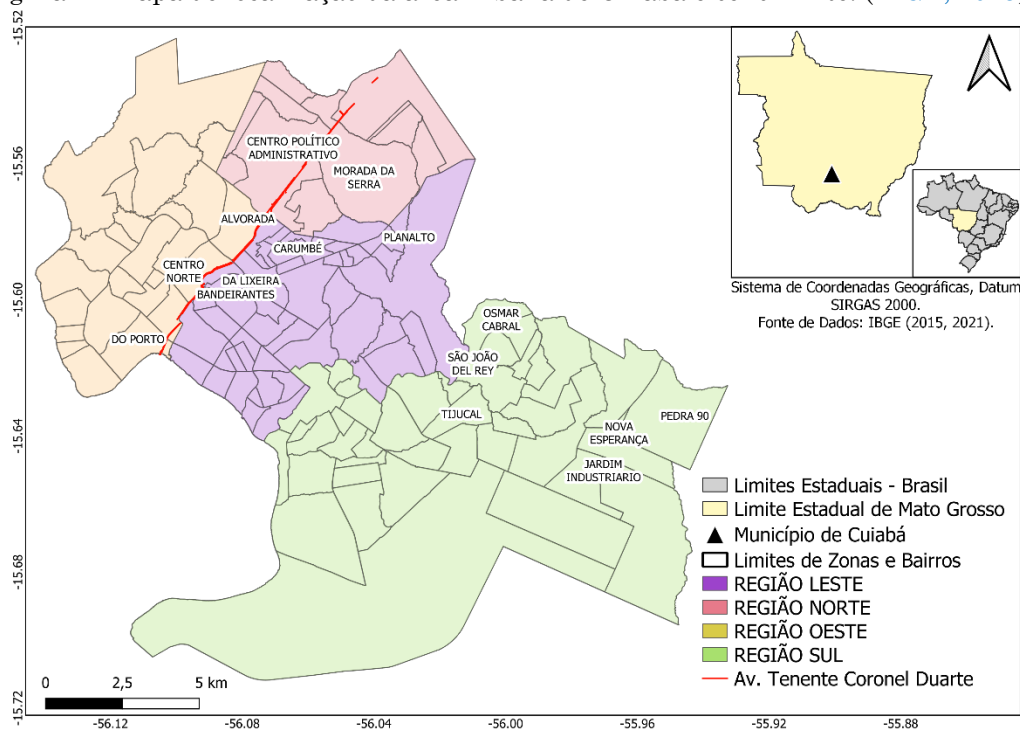 -15.52
-15.56
-15.60
-15.64
-15.68
-15.72
CENTRO POLÍTICO
ADMINISTRATIVO
MORADA DA
SERRA
ALVORADA
CARUMBÉ
PLANALTO
CENTRO
NORTE
DA LIXEIRA
BANDEIRANTES
DO PORTO
OSMAR
CABRAL
SÃO JOÃO
DEL REY
TIJUCAL
PEDRA 90
NOVA
ESPERANÇA
JARDIM
INDUSTRIARIO
Sistema de Coordenadas Geográficas, Datum
SIRGAS 2000.
Fonte de Dados: IBGE (2015, 2021).
Limites Estaduais - Brasil
Limite Estadual de Mato Grosso
Município de Cuiabá
Limites de Zonas e Bairros
REGIÃO LESTE
REGIÃO NORTE
REGIÃO OESTE
REGIÃO SUL
Av. Tenente Coronel Duarte
0 2,5 5 km
-56.12 -56.08 -56.04 -56.00 -55.96 -55.92 -55.88